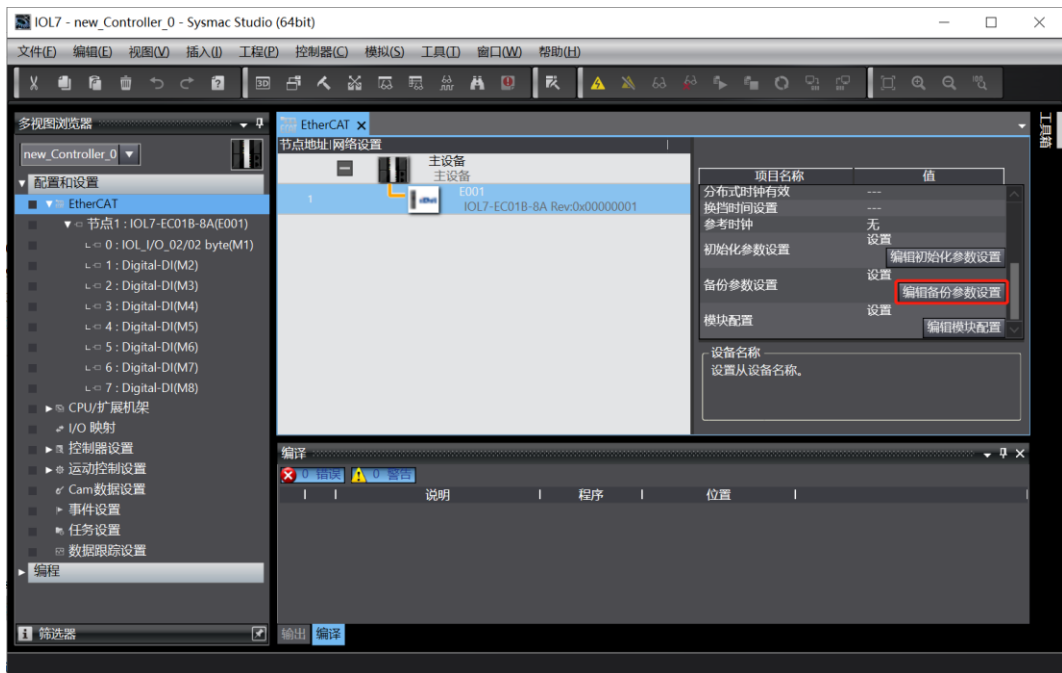 IOL7 - new_Controller_0 - Sysmac Studio (64bit)
文件(F) 编辑(E) 视图(V) 插入(I) 工程(P) 控制器(C) 模拟(S) 工具(T) 窗口(W) 帮助(H)
多视图浏览器
new_Controller_0
配置和设置
EtherCAT
节点1 : IOL7-EC01B-8A(E001)
0 : IOL_I/O_02/02 byte(M1)
1 : Digital-DI(M2)
2 : Digital-DI(M3)
3 : Digital-DI(M4)
4 : Digital-DI(M5)
5 : Digital-DI(M6)
6 : Digital-DI(M7)
7 : Digital-DI(M8)
CPU/扩展机架
I/O 映射
控制器设置
运动控制设置
Cam数据设置
事件设置
任务设置
数据跟踪设置
编程
筛选器
EtherCAT
节点地址|网络设置
主设备
主设备
1
E001
IOL7-EC01B-8A Rev:0x00000001
项目名称 值
分布式时钟有效 ---
换挡时间设置 ---
参考时钟 无
初始化参数设置 设置
编辑初始化参数设置
备份参数设置 设置
编辑备份参数设置
模块配置 设置
编辑模块配置
设备名称
设置从设备名称。
工具箱
编译
0 错误 0 警告
说明 程序 位置
输出 编译